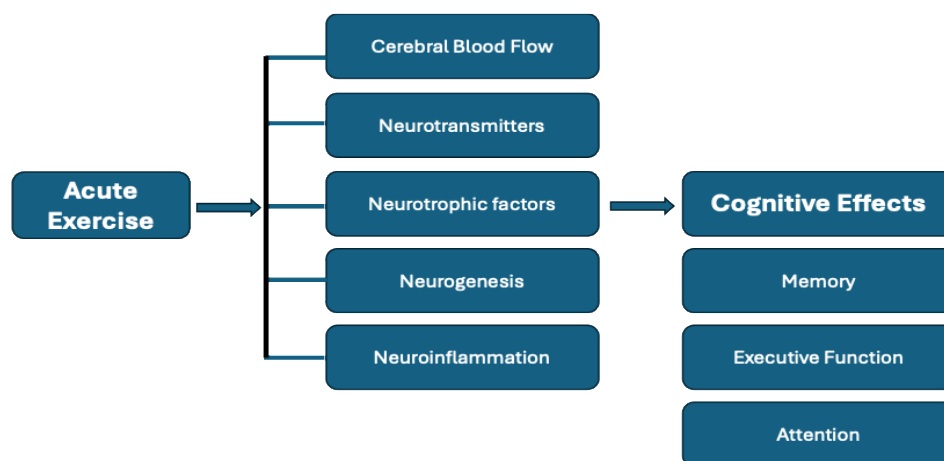 Acute
Exercise
Cerebral Blood Flow
Neurotransmitters
Neurotrophic factors
Neurogenesis
Neuroinflammation
Cognitive Effects
Memory
Executive Function
Attention